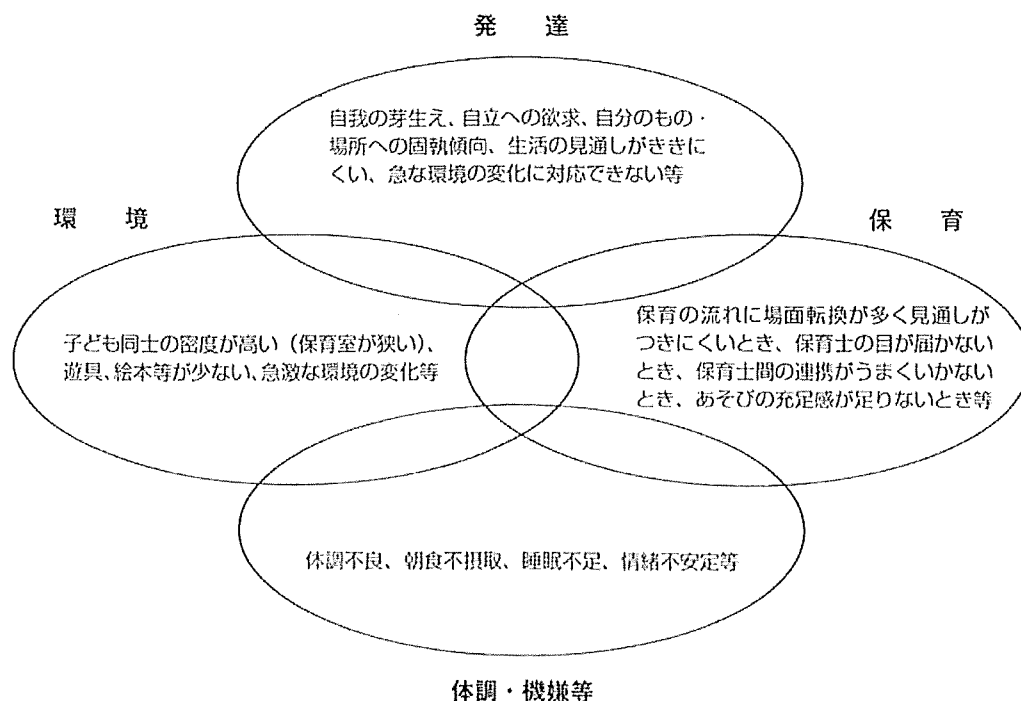 発 達
自我の芽生え、自立への欲求、自分のもの・
場所への固執傾向、生活の見通しがききに
くい、急な環境の変化に対応できない等
環 境
保 育
子ども同士の密度が高い（保育室が狭い）、
遊具、絵本等が少ない、急激な環境の変化等
保育の流れに場面転換が多く見通しが
つきにくいとき、保育士の目が届かない
とき、保育士間の連携がうまくいかない
とき、あそびの充足感が足りないとき等
体調不良、朝食不摂取、睡眠不足、情緒不安定等
体調・機嫌等